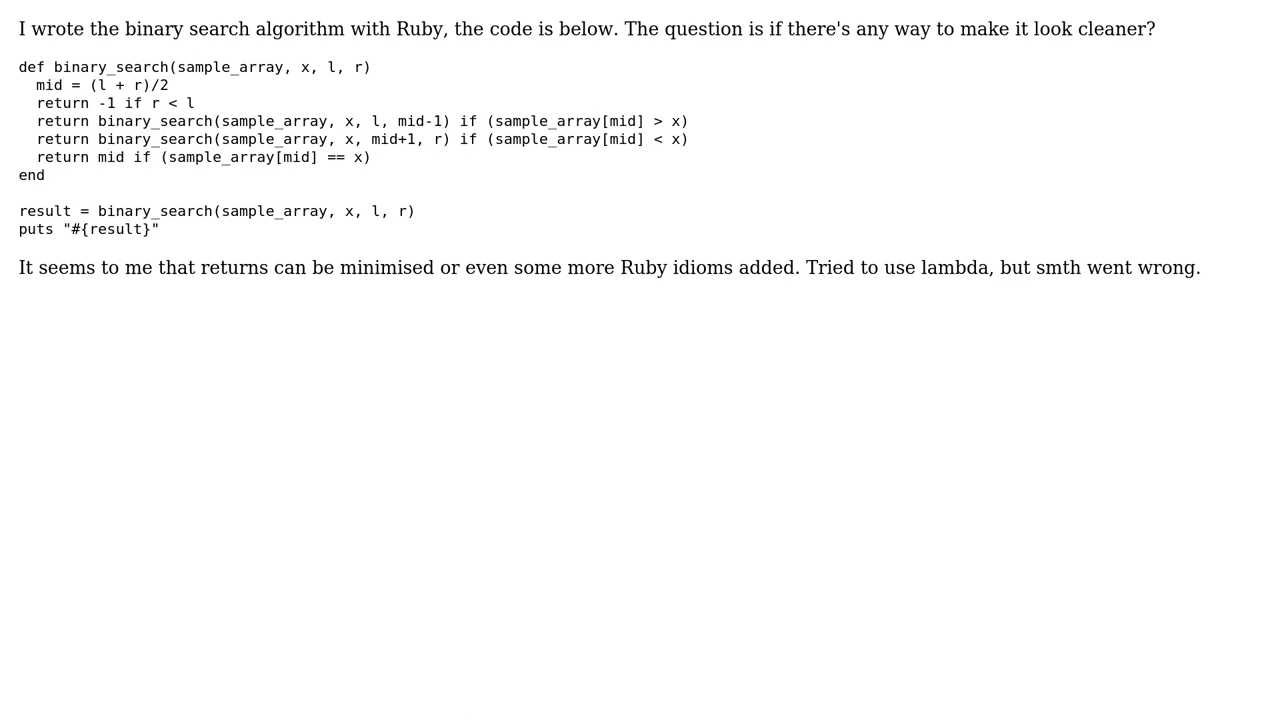 I wrote the binary search algorithm with Ruby, the code is below. The question is if there's any way to make it look cleaner?
def binary_search(sample_array, x, l, r)
  mid = (l + r)/2
  return -1 if r < l
  return binary_search(sample_array, x, l, mid-1) if (sample_array[mid] > x)
  return binary_search(sample_array, x, mid+1, r) if (sample_array[mid] < x)
  return mid if (sample_array[mid] == x)
end

result = binary_search(sample_array, x, l, r)
puts "#{result}"
It seems to me that returns can be minimised or even some more Ruby idioms added. Tried to use lambda, but smth went wrong.